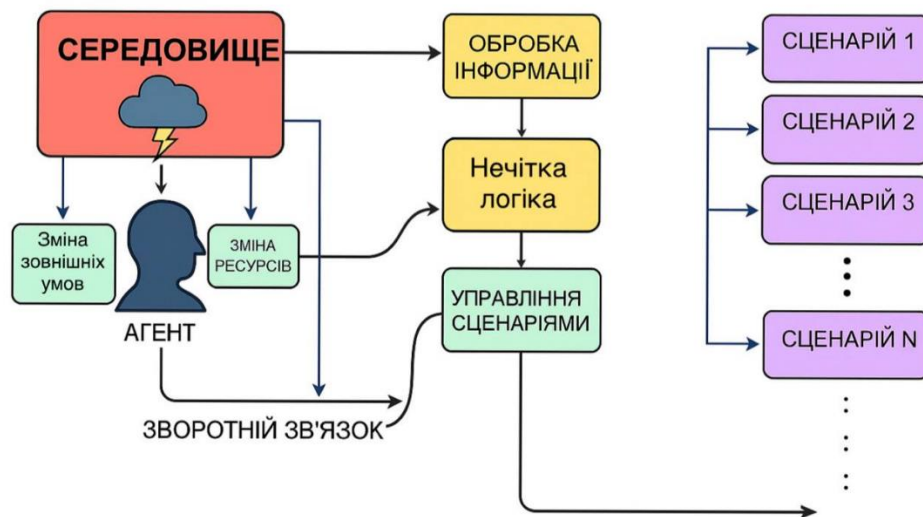 СЕРЕДОВИЩЕ
ОБРОБКА
ІНФОРМАЦІЇ
Нечітка
логіка
Зміна
зовнішніх
умов
ЗМІНА
РЕСУРСІВ
АГЕНТ
УПРАВЛІННЯ
СЦЕНАРІЯМИ
ЗВОРОТНІЙ ЗВ'ЯЗОК
СЦЕНАРІЙ 1
СЦЕНАРІЙ 2
СЦЕНАРІЙ 3
СЦЕНАРІЙ N